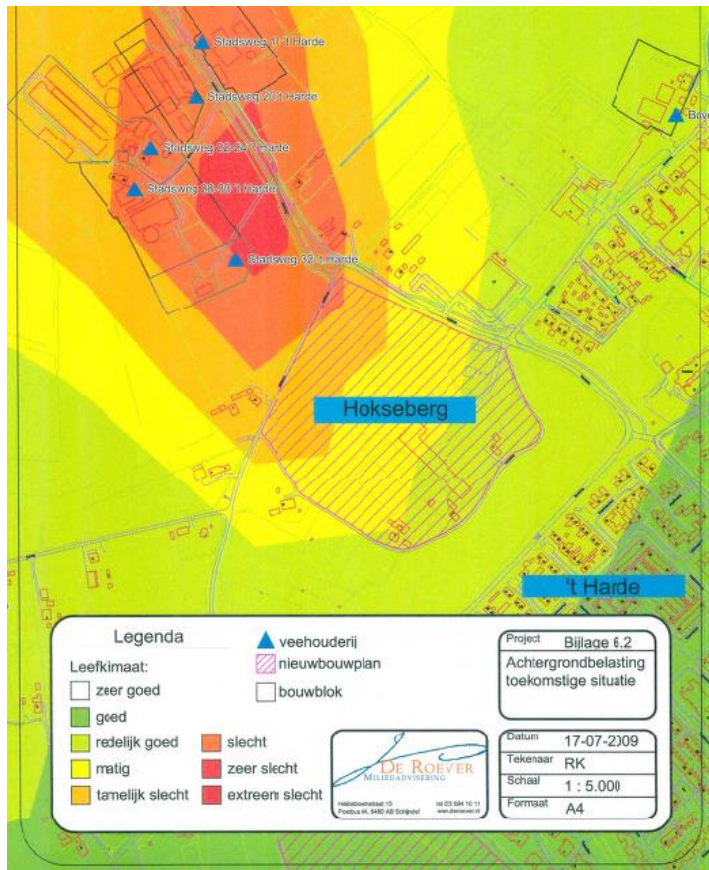 Stadsweg 1 't Harde
Stadsweg 20 't Harde
Stadsweg 22-24 't Harde
Stadsweg 28-30 't Harde
Stadsweg 32 't Harde
Hokseberg
't Harde
Legenda
Leefkimaat:
zeer goed
goed
redelijk goed
matig
tamelijk slecht
slecht
zeer slecht
extreem slecht
veehouderij
nieuwbouwplan
bouwblok
DE ROEVER
MILIEUADVISERING
Project Bijlage 6.2
Achtergrondbelasting
toekomstige situatie
Datum 17-07-2009
Tekenaar RK
Schaal 1 : 5.000
Formaat A4